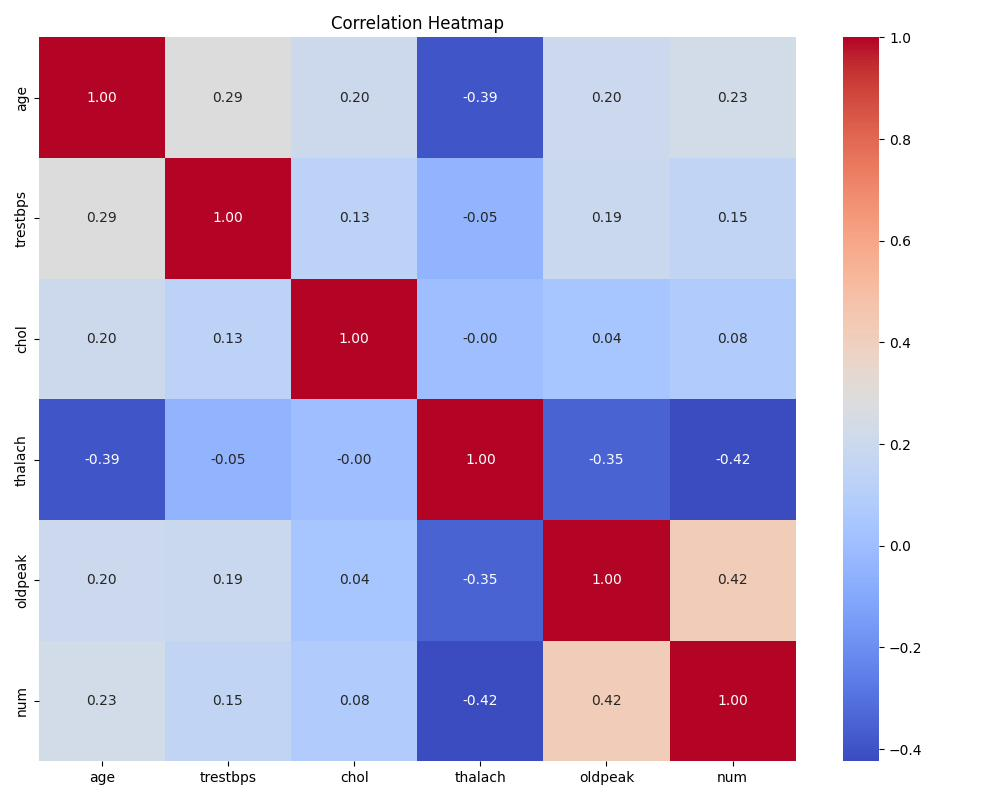 Correlation Heatmap
age 1.00 0.29 0.20 -0.39 0.20 0.23
trestbps 0.29 1.00 0.13 -0.05 0.19 0.15
chol 0.20 0.13 1.00 -0.00 0.04 0.08
thalach -0.39 -0.05 -0.00 1.00 -0.35 -0.42
oldpeak 0.20 0.19 0.04 -0.35 1.00 0.42
num 0.23 0.15 0.08 -0.42 0.42 1.00
age trestbps chol thalach oldpeak num
1.0
0.8
0.6
0.4
0.2
0.0
−0.2
−0.4